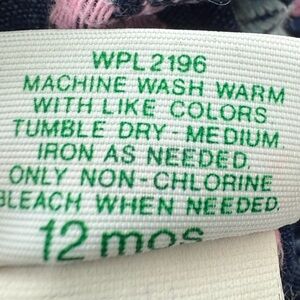 WPL 2196
MACHINE WASH WARM
WITH LIKE COLORS
TUMBLE DRY - MEDIUM.
IRON AS NEEDED.
ONLY NON-CHLORINE
BLEACH WHEN NEEDED.
12 mos